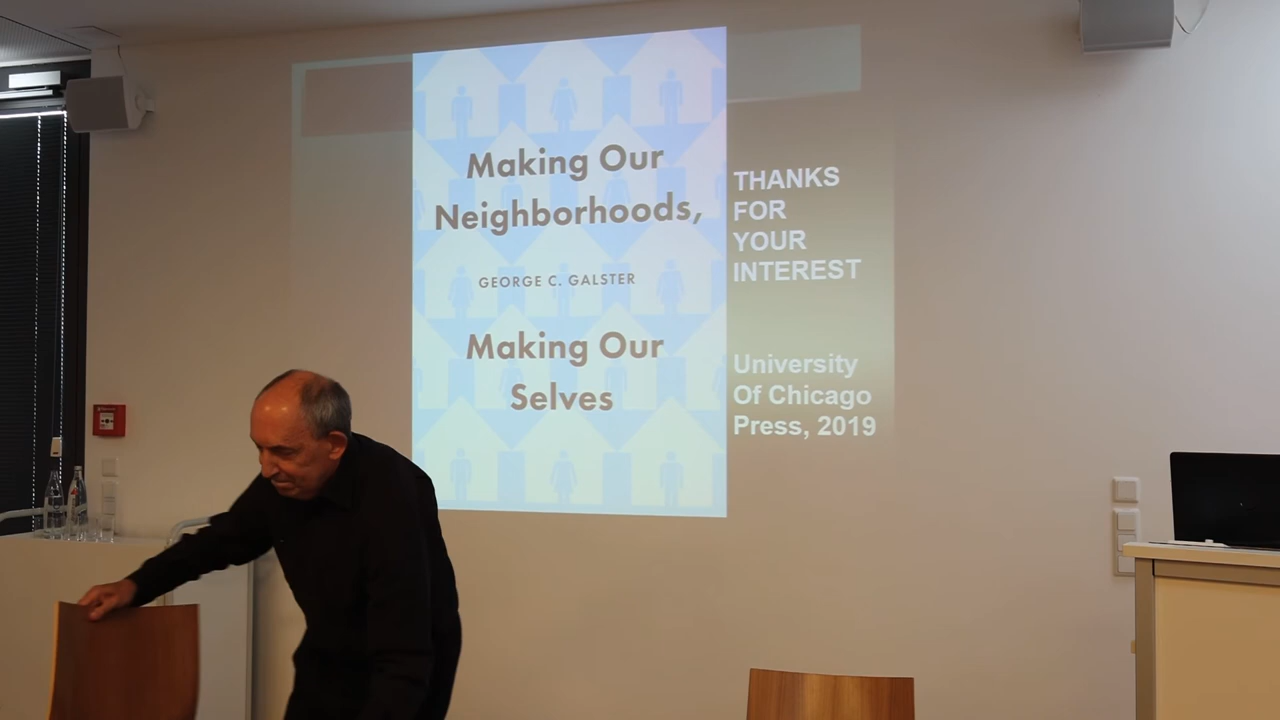 Making Our
Neighborhoods,
GEORGE C. GALSTER
Making Our
Selves
THANKS
FOR
YOUR
INTEREST
University
Of Chicago
Press, 2019